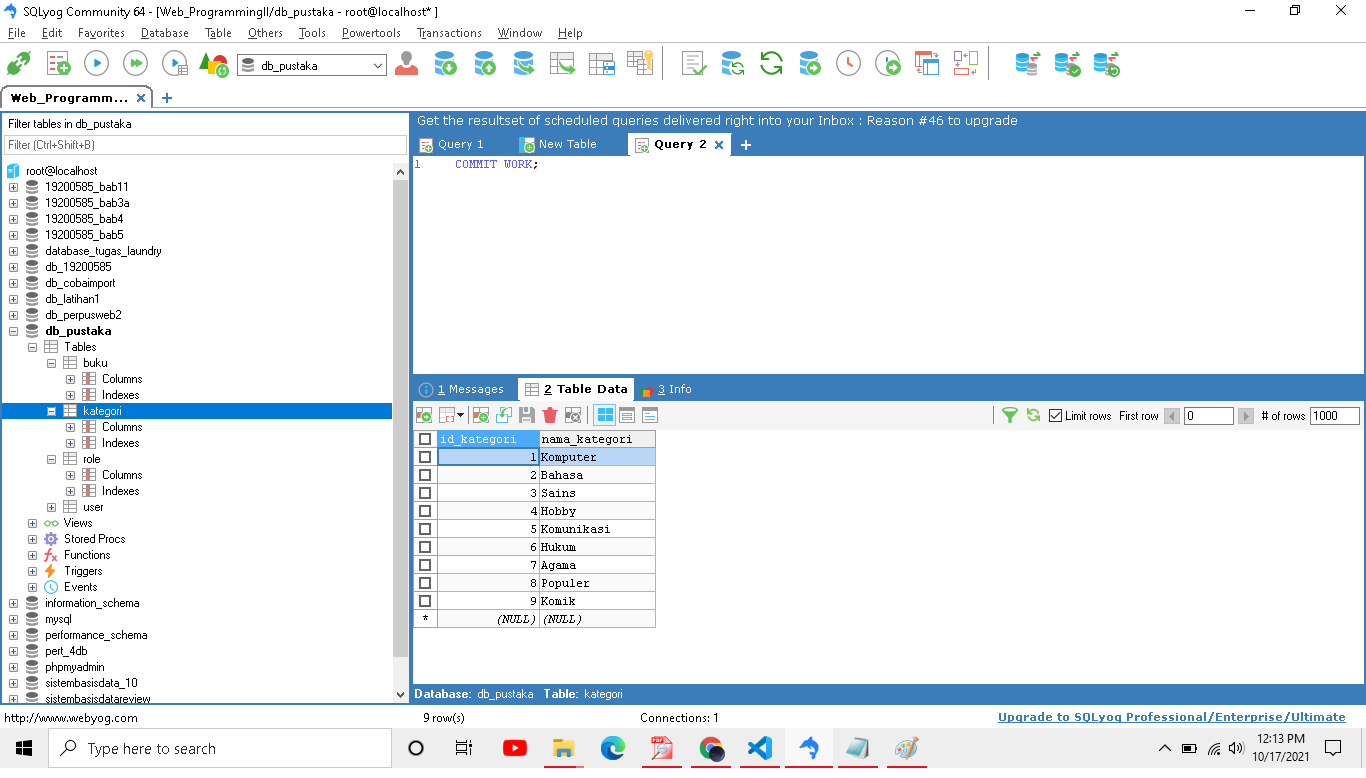 SQLyog Community 64 - [Web_ProgrammingII/db_pustaka - root@localhost* ]
File Edit Favorites Database Table Others Tools Powertools Transactions Window Help
db_pustaka
Web_Programm...
Filter tables in db_pustaka
Filter (Ctrl+Shift+B)
root@localhost
19200585_bab11
19200585_bab3a
19200585_bab4
19200585_bab5
database_tugas_laundry
db_19200585
db_cobaimport
db_latihan1
db_perpusweb2
db_pustaka
Tables
buku
Columns
Indexes
kategori
Columns
Indexes
role
Columns
Indexes
user
Views
Stored Procs
Functions
Triggers
Events
information_schema
mysql
performance_schema
pert_4db
phpmyadmin
sistembasisdata_10
sistembasisdatareview
Get the resultset of scheduled queries delivered right into your Inbox : Reason #46 to upgrade
Query 1 New Table Query 2
1 COMMIT WORK;
1 Messages 2 Table Data 3 Info
Limit rows First row 0 # of rows 1000
id_kategori nama_kategori
1 Komputer
2 Bahasa
3 Sains
4 Hobby
5 Komunikasi
6 Hukum
7 Agama
8 Populer
9 Komik
* (NULL) (NULL)
Database: db_pustaka Table: kategori
http://www.webyog.com 9 row(s) Connections: 1 Upgrade to SQLyog Professional/Enterprise/Ultimate
Type here to search
12:13 PM
10/17/2021